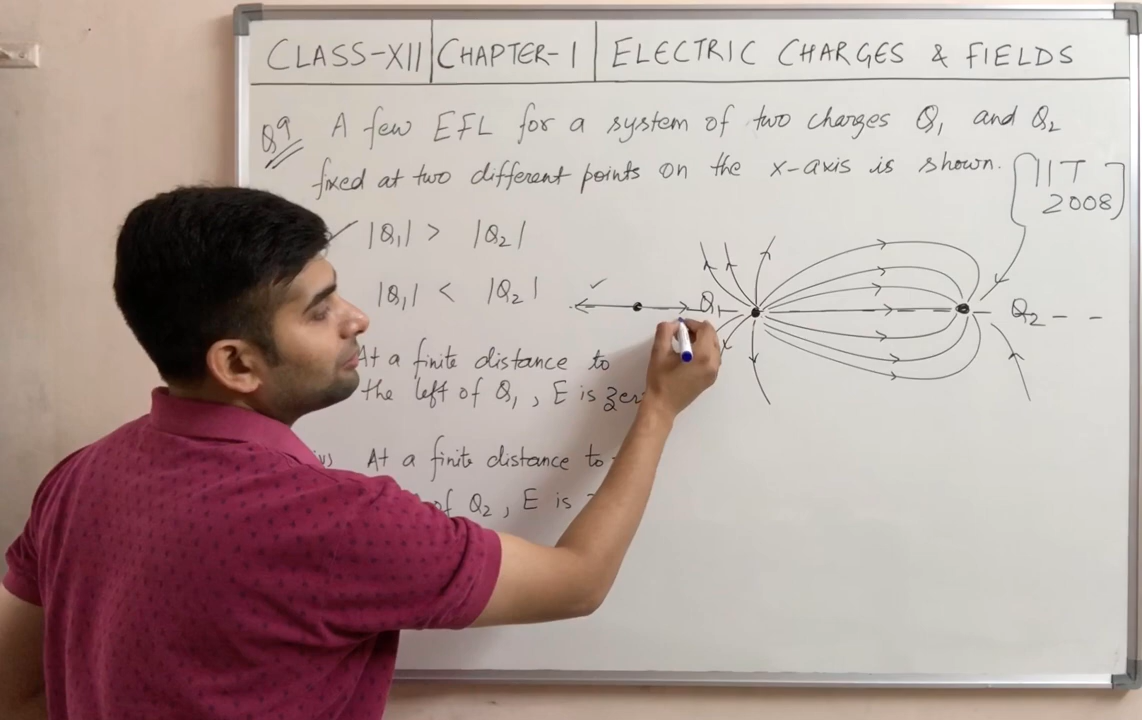 CLASS-XII CHAPTER-1 ELECTRIC CHARGES & FIELDS
Q9 A few EFL for a system of two charges Q1 and Q2
fixed at two different points on the x-axis is shown.
IIT
2008
|Q1| > |Q2|
|Q1| < |Q2|
Q1
Q2
At a finite distance to
the left of Q1, E is
At a finite distance to
of Q2, E is